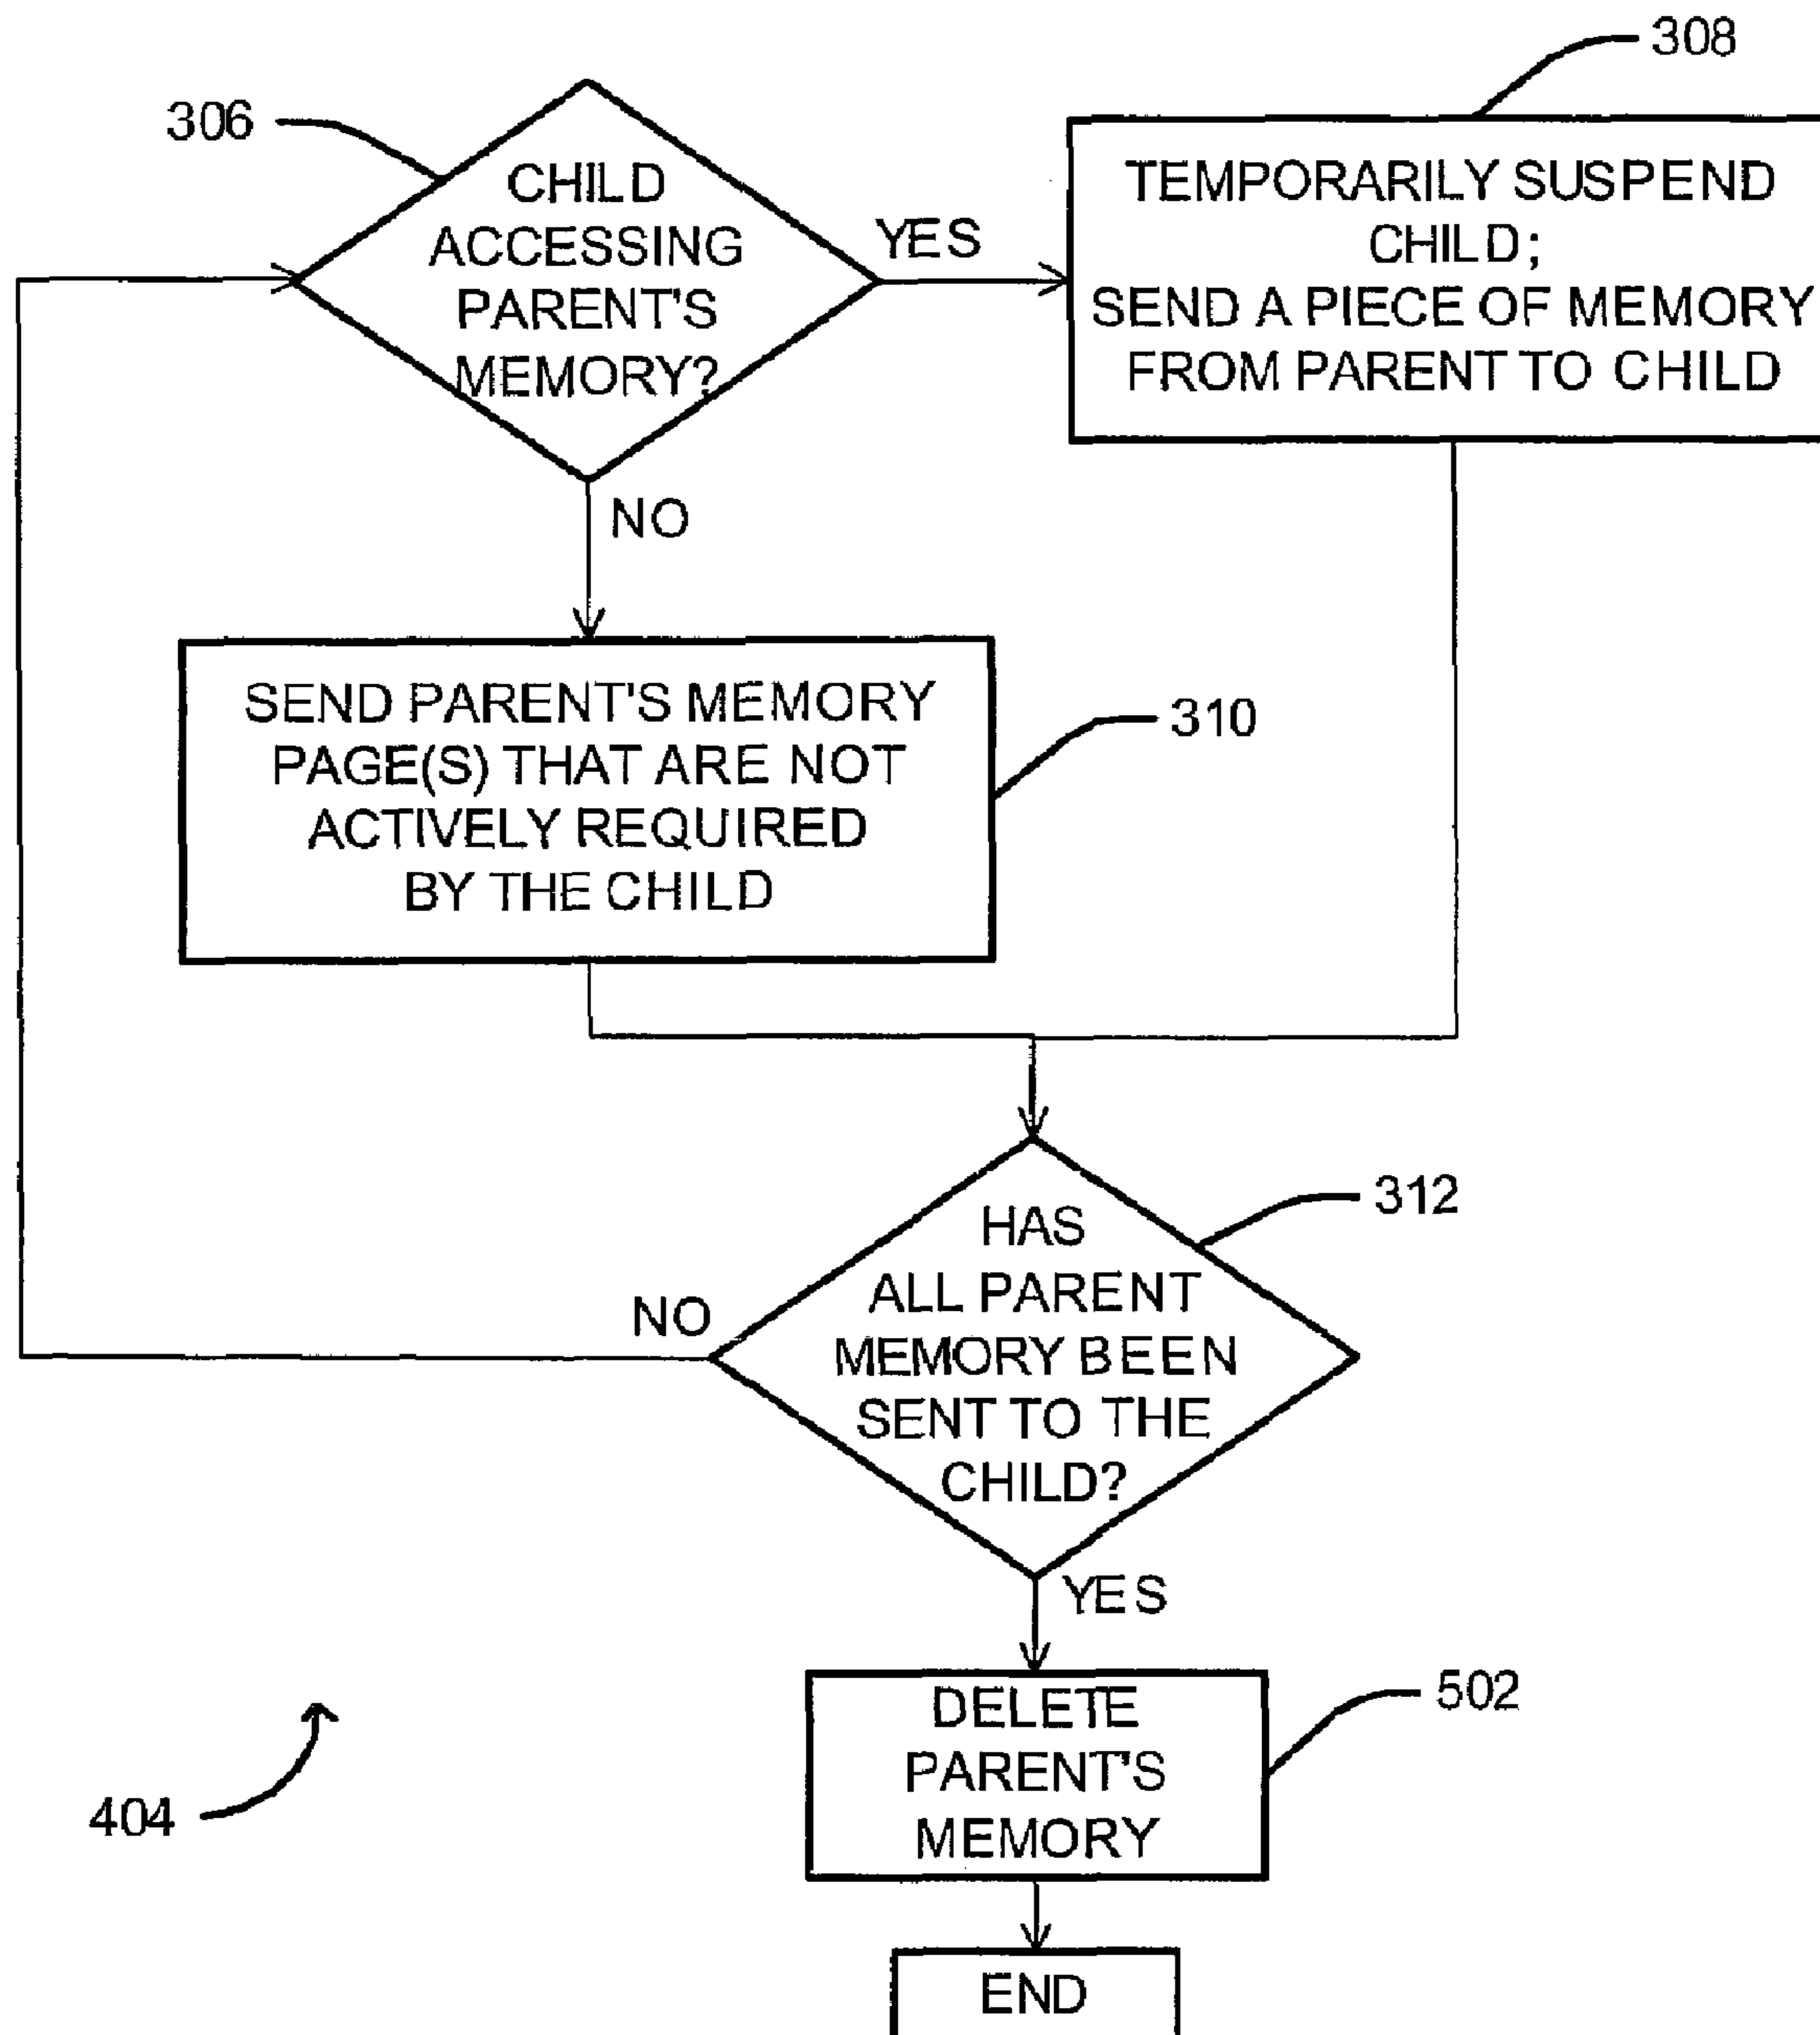 308
306
CHILD
ACCESSING
PARENT'S
MEMORY?
YES
TEMPORARILY SUSPEND
CHILD;
SEND A PIECE OF MEMORY
FROM PARENT TO CHILD
NO
SEND PARENT'S MEMORY
PAGE(S) THAT ARE NOT
ACTIVELY REQUIRED
BY THE CHILD
310
312
HAS
ALL PARENT
MEMORY BEEN
SENT TO THE
CHILD?
NO
YES
DELETE
PARENT'S
MEMORY
502
404
END